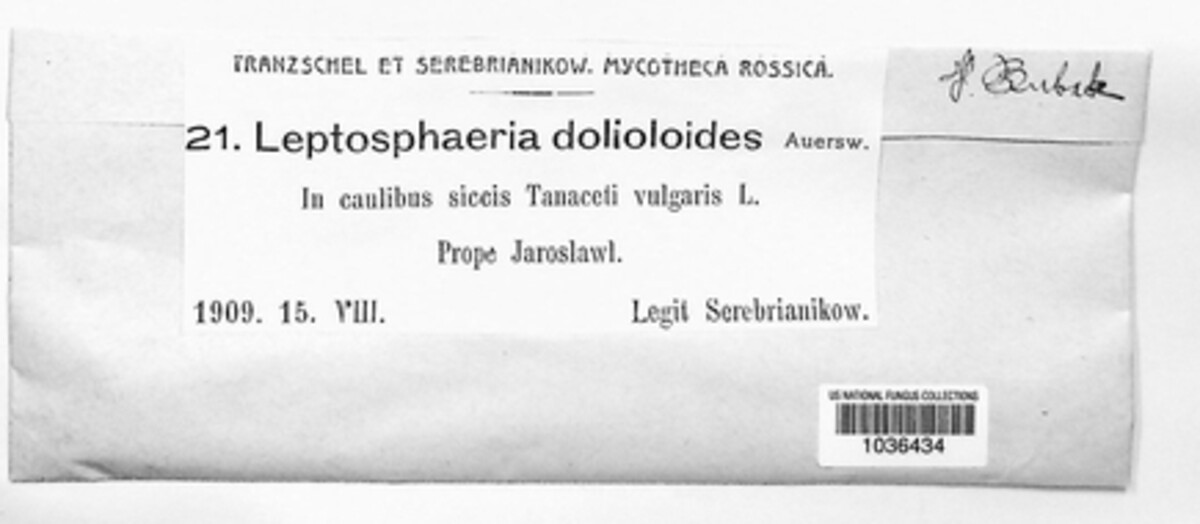 TRANZSCHEL ET SEREBRIANIKOW. MYCOTHECA ROSSICA.
21. Leptosphaeria dolioloides Auersw.
In caulibus siccis Tanaceti vulgaris L.
Prope Jaroslawl.
1909. 15. VIII. Legit Serebrianikow.
US NATIONAL FUNGUS COLLECTIONS
1036434